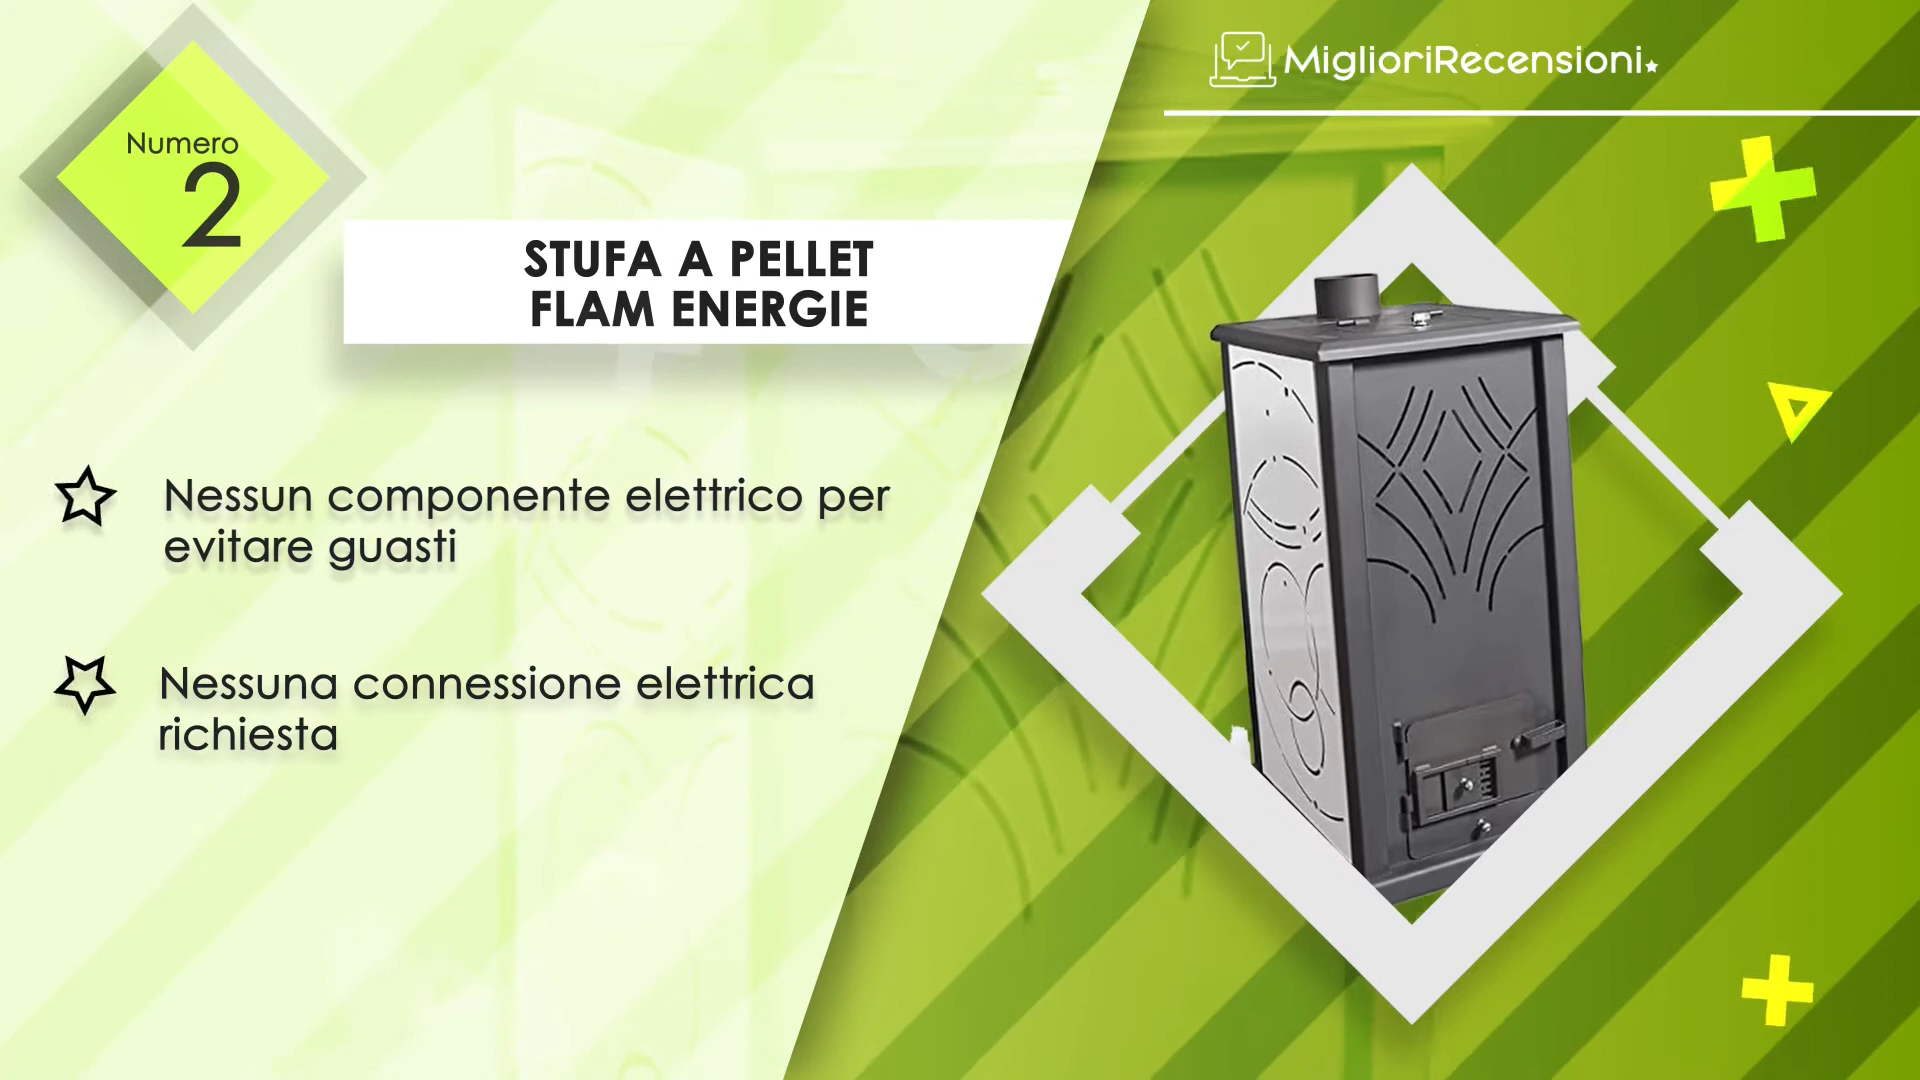 MiglioriRecensioni
Numero
2
STUFA A PELLET
FLAM ENERGIE
Nessun componente elettrico per
evitare guasti
Nessuna connessione elettrica
richiesta